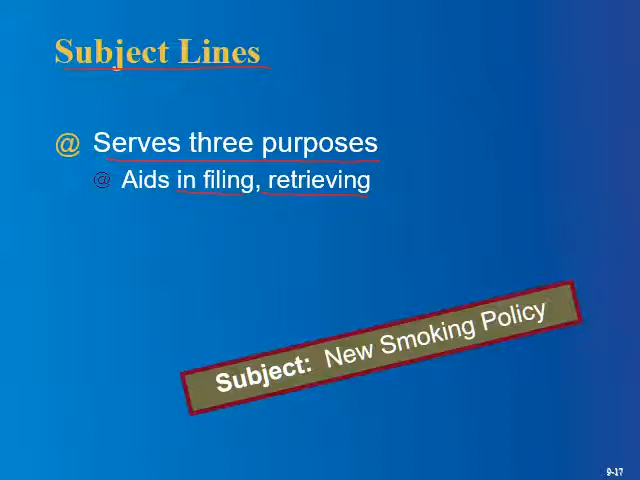 Subject Lines
@ Serves three purposes
@ Aids in filing, retrieving
Subject: New Smoking Policy
9-17